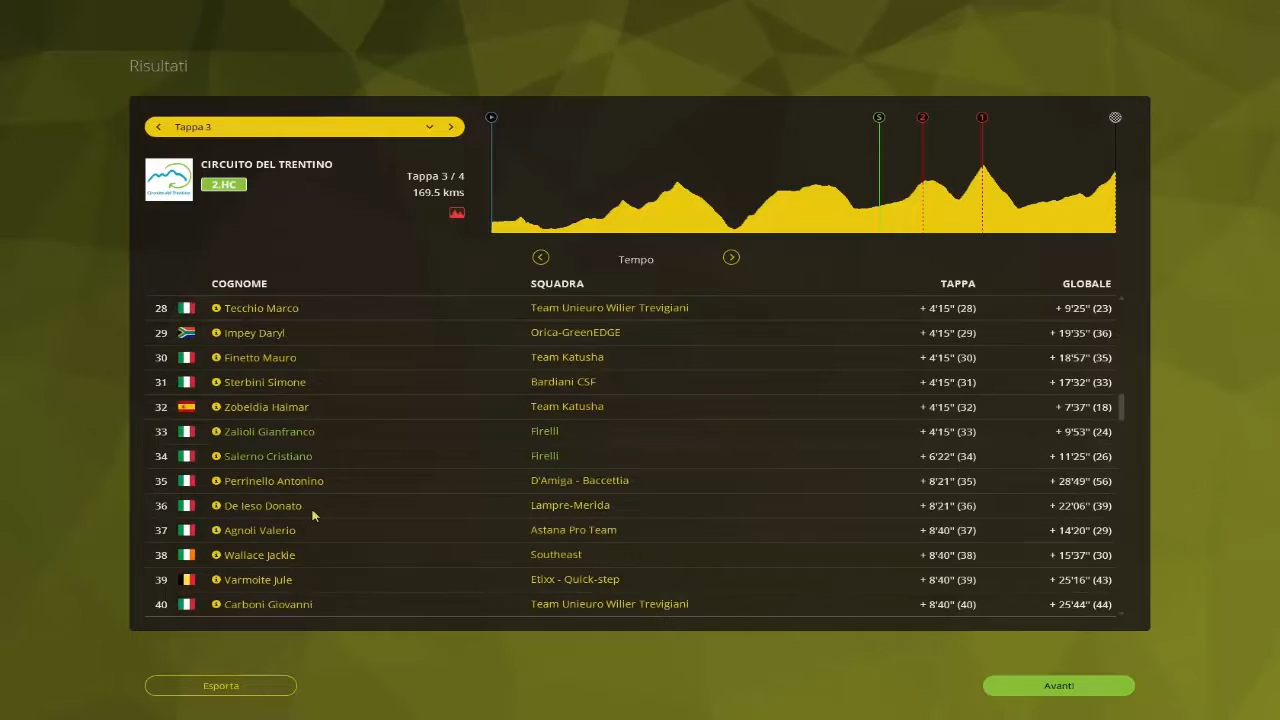 Risultati
Tappa 3
S 2 1
CIRCUITO DEL TRENTINO
2.HC
Circuito del Trentino
Tappa 3 / 4
169.5 kms
Tempo
COGNOME SQUADRA TAPPA GLOBALE
28 Tecchio Marco Team Unieuro Wilier Trevigiani + 4'15" (28) + 9'25" (23)
29 Impey Daryl Orica-GreenEDGE + 4'15" (29) + 19'35" (36)
30 Finetto Mauro Team Katusha + 4'15" (30) + 18'57" (35)
31 Sterbini Simone Bardiani CSF + 4'15" (31) + 17'32" (33)
32 Zobeldia Haimar Team Katusha + 4'15" (32) + 7'37" (18)
33 Zalioli Gianfranco Firelli + 4'15" (33) + 9'53" (24)
34 Salerno Cristiano Firelli + 6'22" (34) + 11'25" (26)
35 Perrinello Antonino D'Amiga - Baccettia + 8'21" (35) + 28'49" (56)
36 De Ieso Donato Lampre-Merida + 8'21" (36) + 22'06" (39)
37 Agnoli Valerio Astana Pro Team + 8'40" (37) + 14'20" (29)
38 Wallace Jackie Southeast + 8'40" (38) + 15'37" (30)
39 Varmoite Jule Etixx - Quick-step + 8'40" (39) + 25'16" (43)
40 Carboni Giovanni Team Unieuro Wilier Trevigiani + 8'40" (40) + 25'44" (44)
Esporta Avanti